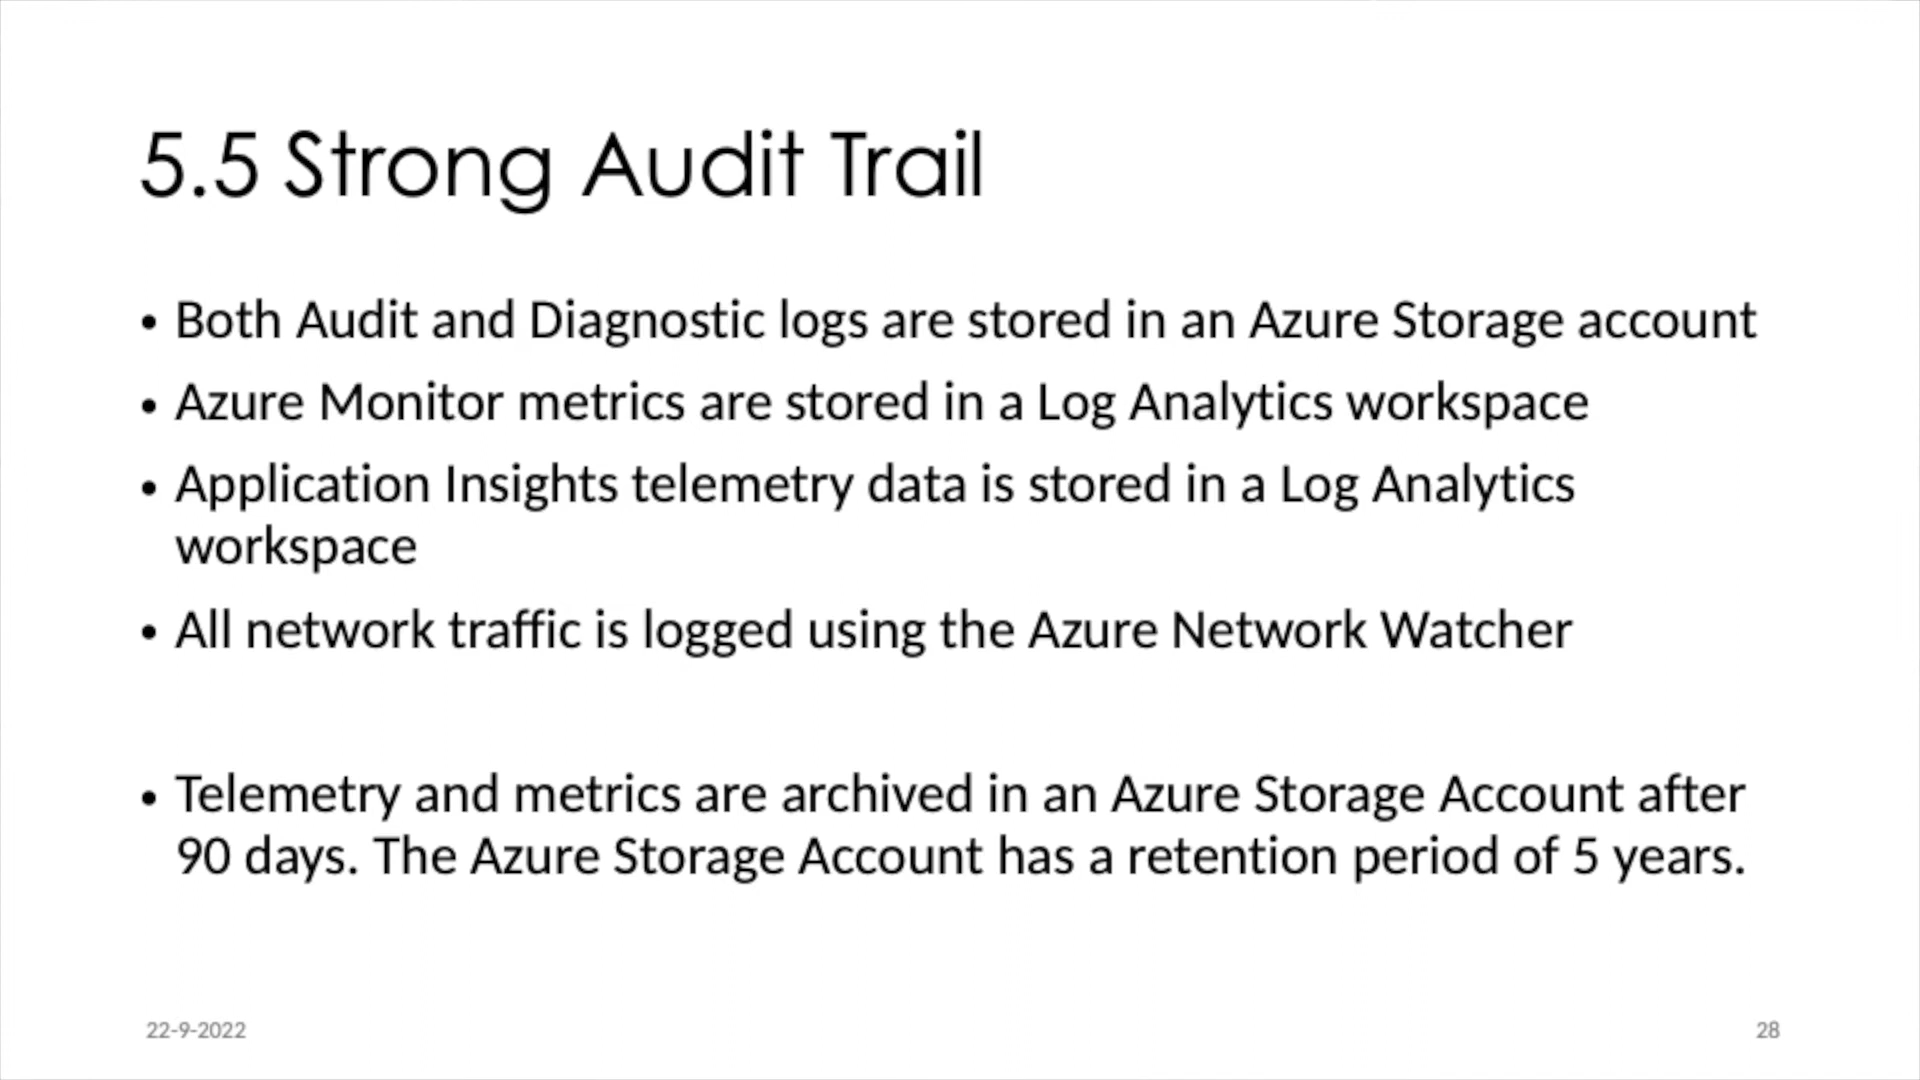 5.5 Strong Audit Trail
• Both Audit and Diagnostic logs are stored in an Azure Storage account
• Azure Monitor metrics are stored in a Log Analytics workspace
• Application Insights telemetry data is stored in a Log Analytics
workspace
• All network traffic is logged using the Azure Network Watcher
• Telemetry and metrics are archived in an Azure Storage Account after
90 days. The Azure Storage Account has a retention period of 5 years.
22-9-2022
28